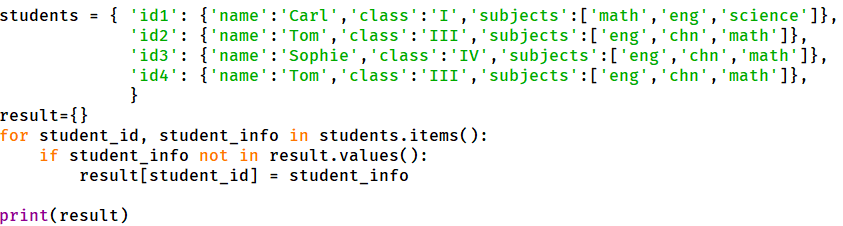 students = { 'id1': {'name':'Carl','class':'I','subjects':['math','eng','science']},
             'id2': {'name':'Tom','class':'III','subjects':['eng','chn','math']},
             'id3': {'name':'Sophie','class':'IV','subjects':['eng','chn','math']},
             'id4': {'name':'Tom','class':'III','subjects':['eng','chn','math']},
             }
result={}
for student_id, student_info in students.items():
    if student_info not in result.values():
        result[student_id] = student_info

print(result)